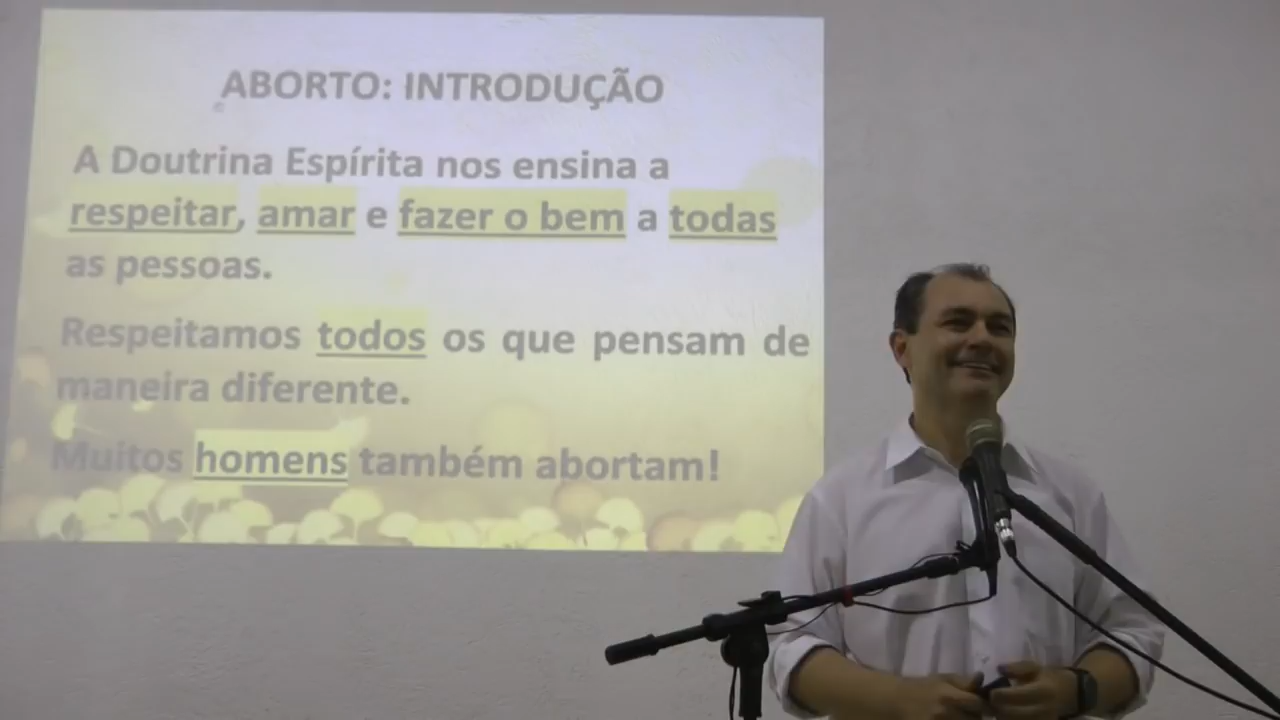 ABORTO: INTRODUÇÃO
A Doutrina Espírita nos ensina a
respeitar, amar e fazer o bem a todas
as pessoas.
Respeitamos todos os que pensam de
maneira diferente.
Muitos homens também abortam!